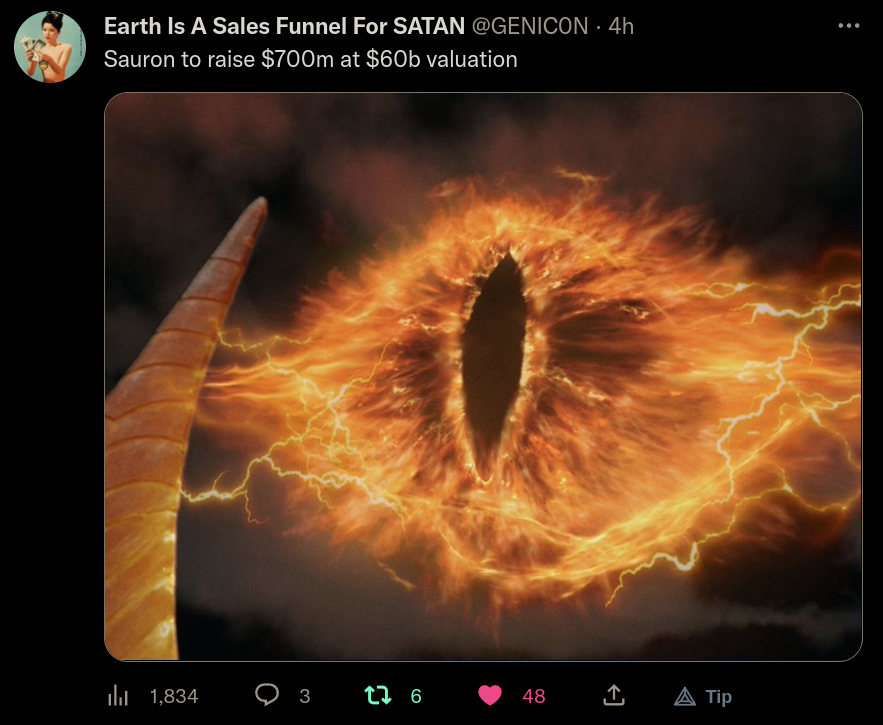 Earth Is A Sales Funnel For SATAN @GENIC0N · 4h
Sauron to raise $700m at $60b valuation
1,834 3 6 48 Tip